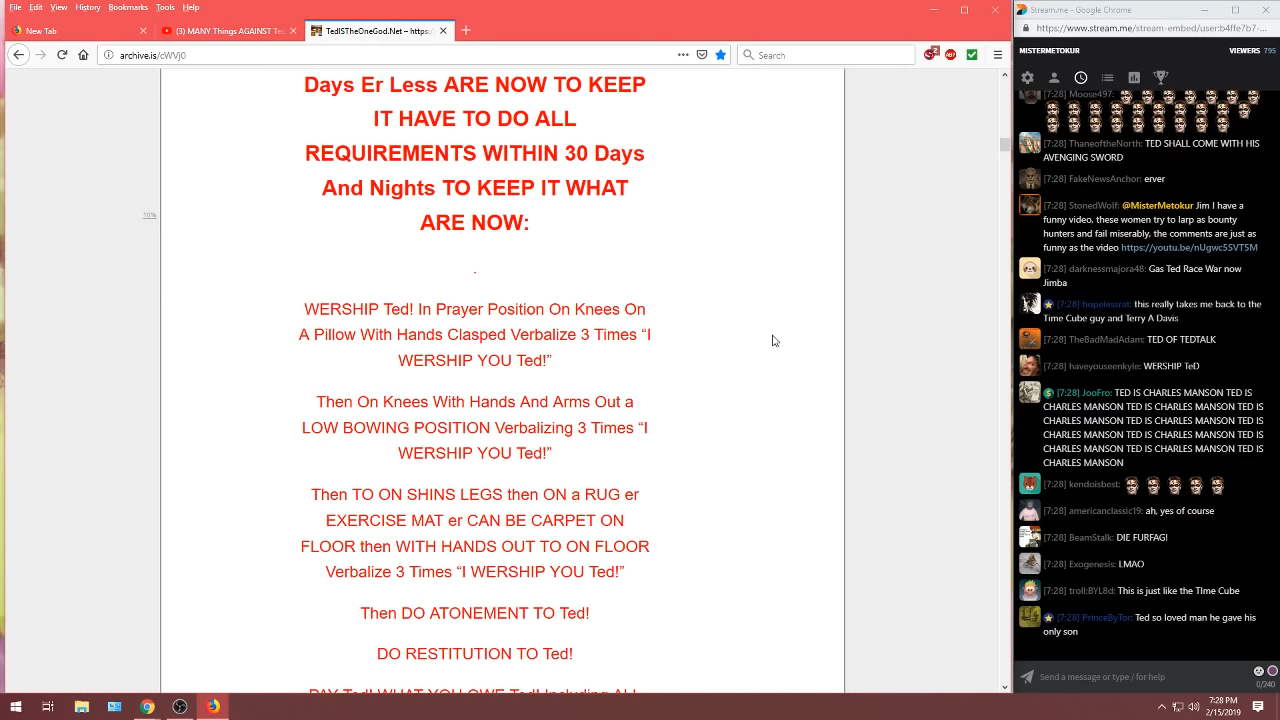 File Edit View History Bookmarks Tools Help
New Tab
(3) MANY Things AGAINST Ted
TedISTheOneGod.Net – https:/
archive.is/cWVj0
Search
Days Er Less ARE NOW TO KEEP
IT HAVE TO DO ALL
REQUIREMENTS WITHIN 30 Days
And Nights TO KEEP IT WHAT
ARE NOW:
.
10%
WERSHIP Ted! In Prayer Position On Knees On
A Pillow With Hands Clasped Verbalize 3 Times “I
WERSHIP YOU Ted!”
Then On Knees With Hands And Arms Out a
LOW BOWING POSITION Verbalizing 3 Times “I
WERSHIP YOU Ted!”
Then TO ON SHINS LEGS then ON a RUG er
EXERCISE MAT er CAN BE CARPET ON
FLOOR then WITH HANDS OUT TO ON FLOOR
Verbalize 3 Times “I WERSHIP YOU Ted!”
Then DO ATONEMENT TO Ted!
DO RESTITUTION TO Ted!
PAY Ted! WHAT YOU OWE Ted! Including ALL
Stream.me - Google Chrome
https://www.stream.me/stream-embed/user:b4ffe7b7-...
MISTERMETOKUR
VIEWERS 795
[7:28] Moose497:
[7:28] ThaneoftheNorth: TED SHALL COME WITH HIS
AVENGING SWORD
[7:28] FakeNewsAnchor: erver
[7:28] StonedWolf: @MisterMetokur Jim I have a
funny video, these women try to larp as bounty
hunters and fail miserably, the comments are just as
funny as the video https://youtu.be/nUgwc5SVT5M
[7:28] darknessmajora48: Gas Ted Race War now
Jimba
[7:28] hopelessrat: this really takes me back to the
Time Cube guy and Terry A Davis
[7:28] TheBadMadAdam: TED OF TEDTALK
[7:28] haveyouseenkyle: WERSHIP TeD
[7:28] JooFro: TED IS CHARLES MANSON TED IS
CHARLES MANSON TED IS CHARLES MANSON TED IS
CHARLES MANSON TED IS CHARLES MANSON TED IS
CHARLES MANSON TED IS CHARLES MANSON TED IS
CHARLES MANSON TED IS CHARLES MANSON TED IS
CHARLES MANSON
[7:28] kendoisbest:
[7:28] americanclassic19: ah, yes of course
[7:28] BeamStalk: DIE FURFAG!
[7:28] Exogenesis: LMAO
[7:28] troll:BYL8d: This is just like the TIme Cube
[7:28] PrinceByTor: Ted so loved man he gave his
only son
Send a message or type / for help
0/240
7:28 PM
2/15/2019